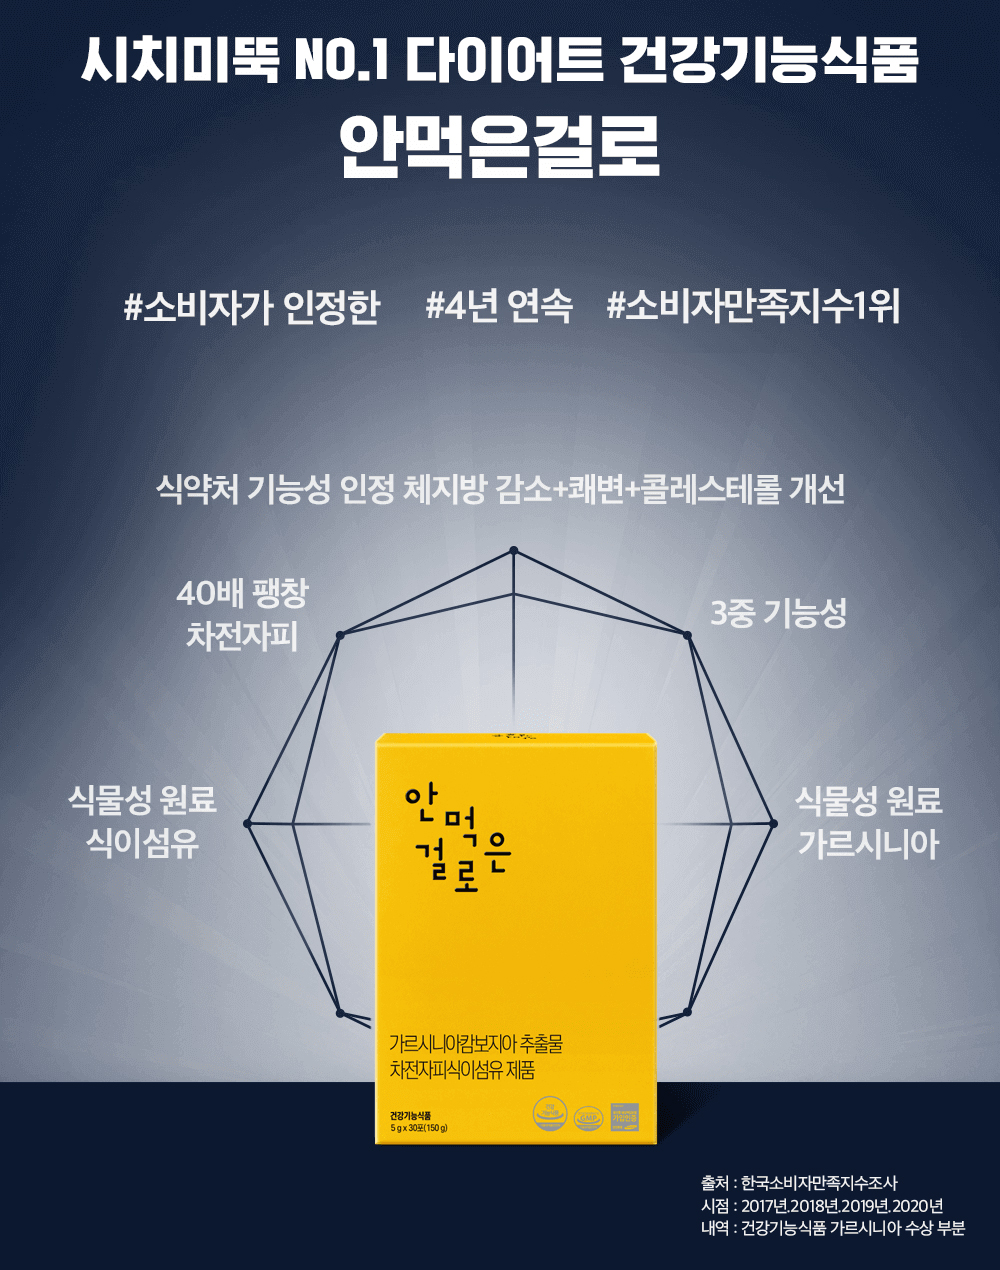 시치미뚝 NO.1 다이어트 건강기능식품
안먹은걸로
#소비자가 인정한 #4년 연속 #소비자만족지수1위
식약처 기능성 인정 체지방 감소+쾌변+콜레스테롤 개선
40배 팽창
차전자피
3중 기능성
식물성 원료
식이섬유
식물성 원료
가르시니아
안먹은
걸로
가르시니아캄보지아 추출물
차전자피식이섬유 제품
건강기능식품
5 g x 30포(150 g)
건강
기능식품
GMP
출처 : 한국소비자만족지수조사
시점 : 2017년.2018년.2019년.2020년
내역 : 건강기능식품 가르시니아 수상 부분